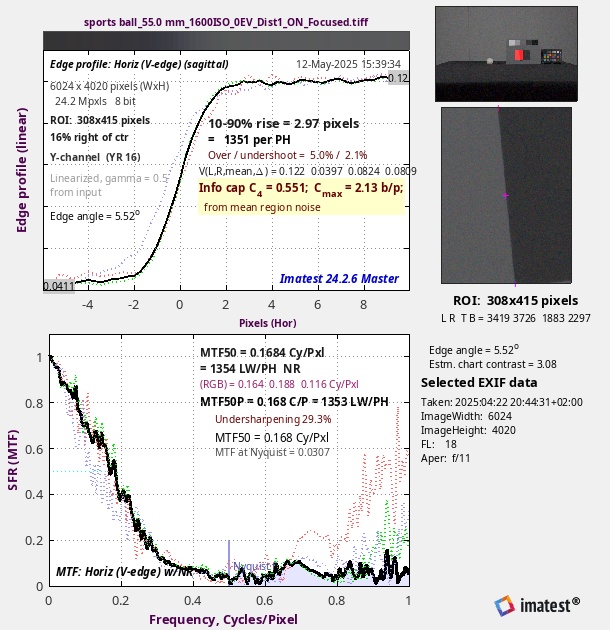 sports ball_55.0 mm_1600ISO_0EV_Dist1_ON_Focused.tiff
Edge profile: Horiz (V-edge) (sagittal)
12-May-2025 15:39:34
0.12
6024 x 4020 pixels (WxH)
24.2 Mpxls   8 bit
ROI:  308x415 pixels
16% right of ctr
Y-channel  (YR 16)
Linearized, gamma = 0.5
from input
Edge angle = 5.52°
10-90% rise = 2.97 pixels
=   1351 per PH
Over / undershoot =  5.0% /  2.1%
V(L,R,mean,Δ) = 0.122  0.0397  0.0824  0.0809
Info cap C4 = 0.551;  Cmax = 2.13 b/p;
from mean region noise
0.0411
Imatest 24.2.6 Master
Edge profile (linear)
-4 -2 0 2 4 6 8
Pixels (Hor)
ROI:  308x415 pixels
L R  T B = 3419 3726  1883 2297
Edge angle = 5.52°
Estm. chart contrast = 3.08
Selected EXIF data
Taken: 2025:04:22 20:44:31+02:00
ImageWidth:  6024
ImageHeight:  4020
FL:    18
Aper:  f/11
MTF50 = 0.1684 Cy/Pxl
= 1354 LW/PH  NR
(RGB) = 0.164  0.188  0.116 Cy/Pxl
MTF50P = 0.168 C/P = 1353 LW/PH
Undersharpening 29.3%
MTF50 = 0.168 Cy/Pxl
MTF at Nyquist = 0.0307
SFR (MTF)
1
0.8
0.6
0.4
0.2
0
Nyquist
MTF: Horiz (V-edge) w/NR
0 0.2 0.4 0.6 0.8 1
Frequency, Cycles/Pixel
imatest®